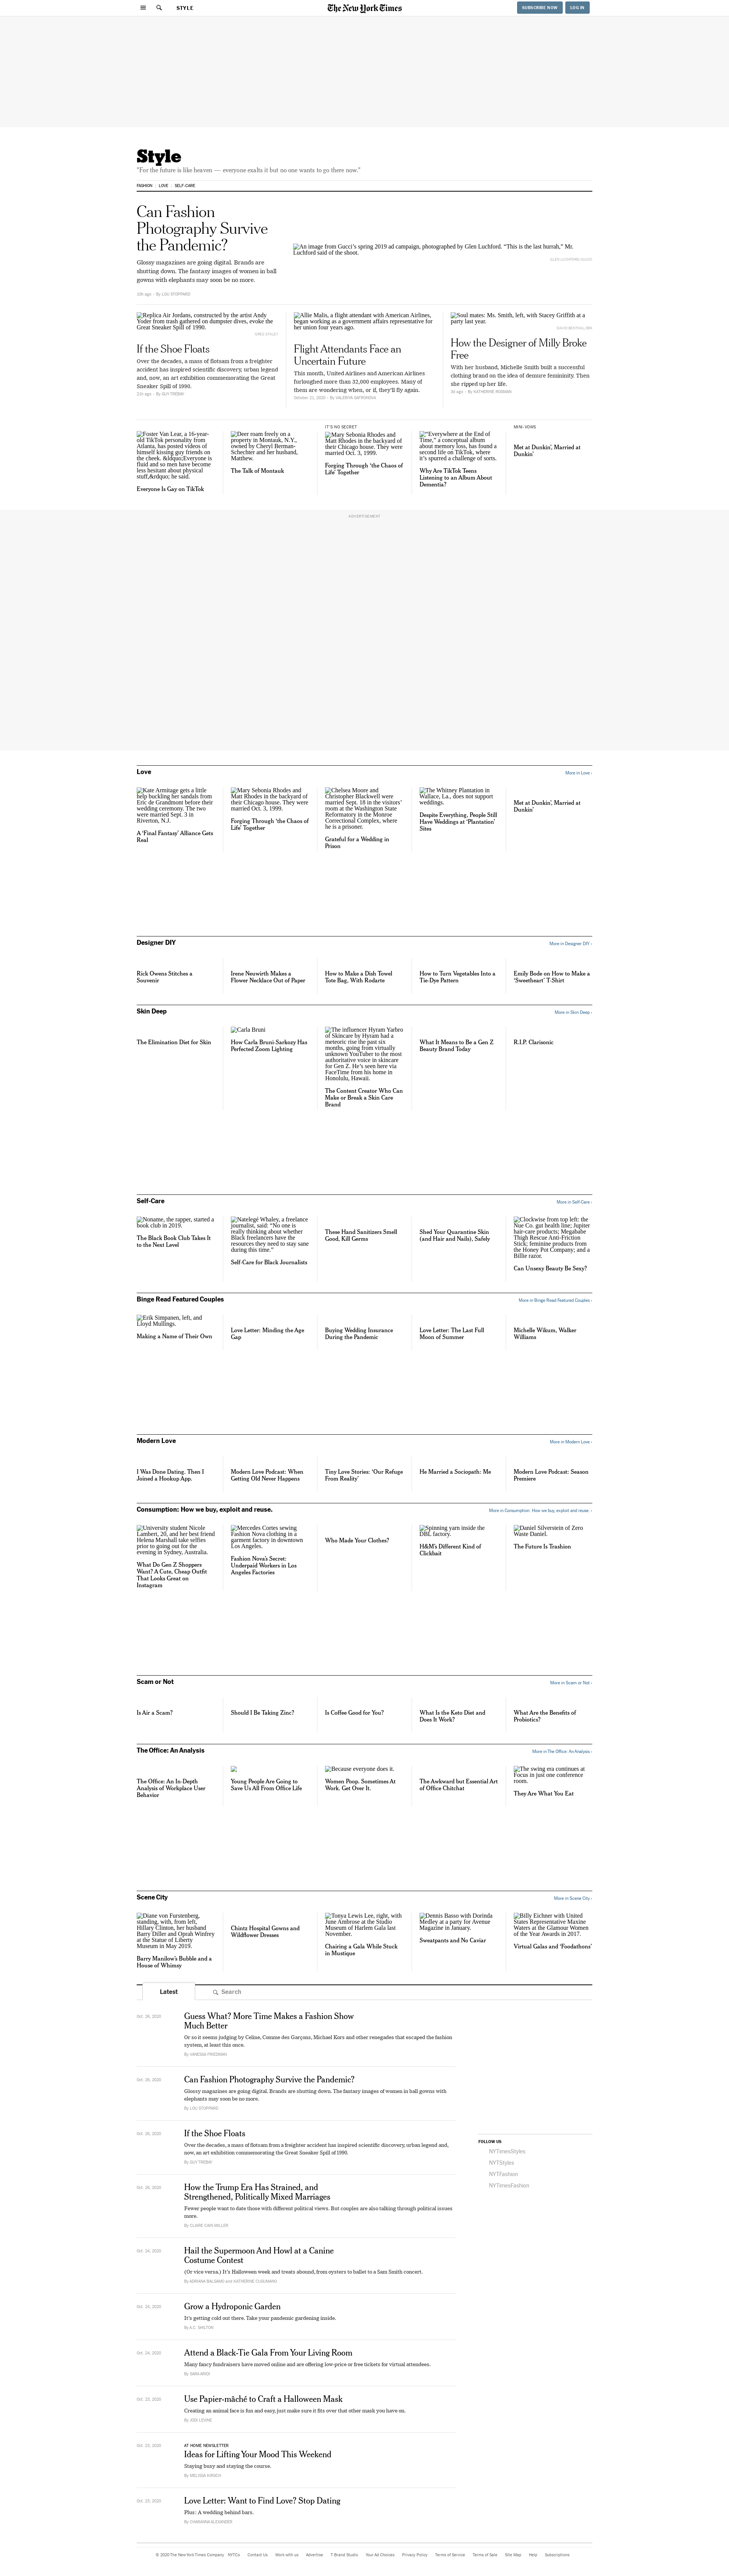 STYLE
The New York Times
SUBSCRIBE NOW
LOG IN
Style
"For the future is like heaven — everyone exalts it but no one wants to go there now."
FASHION
LOVE
SELF-CARE
Can Fashion
Photography Survive
the Pandemic?
Glossy magazines are going digital. Brands are
shutting down. The fantasy images of women in ball
gowns with elephants may soon be no more.
10h ago · By LOU STOPPARD
An image from Gucci's spring 2019 ad campaign, photographed by Glen Luchford. "This is the last hurrah," Mr.
Luchford said of the shoot.
GLEN LUCHFORD/GUCCI
Replica Air Jordans, constructed by the artist Andy
Yoder from trash gathered on dumpster dives, evoke the
Great Sneaker Spill of 1990.
GREG STALEY
If the Shoe Floats
Over the decades, a mass of flotsam from a freighter
accident has inspired scientific discovery, urban legend
and, now, an art exhibition commemorating the Great
Sneaker Spill of 1990.
21h ago · By GUY TREBAY
Allie Malis, a flight attendant with American Airlines,
began working as a government affairs representative for
her union four years ago.
Flight Attendants Face an
Uncertain Future
This month, United Airlines and American Airlines
furloughed more than 32,000 employees. Many of
them are wondering when, or if, they'll fly again.
October 21, 2020 · By VALERIYA SAFRONOVA
Soul mates: Ms. Smith, left, with Stacey Griffith at a
party last year.
How the Designer of Milly Broke
Free
With her husband, Michelle Smith built a successful
clothing brand on the idea of demure femininity. Then
she ripped up her life.
3d ago · By KATHERINE ROSMAN
Foster Van Lear, a 16-year-
old TikTok personality from
Atlanta, has posted videos of
himself kissing guy friends on
the cheek. &ldquo;Everyone is
fluid and so men have become
less hesitant about physical
stuff,&rdquo; he said.
Everyone Is Gay on TikTok
Deer roam freely on a
property in Montauk, N.Y.,
owned by Cheryl Berman-
Schechter and her husband,
Matthew.
The Talk of Montauk
IT'S NO SECRET
Mary Sebonia Rhodes and
Matt Rhodes in the backyard of
their Chicago house. They were
married Oct. 3, 1999.
Forging Through 'the Chaos of
Life' Together
"Everywhere at the End of
Time," a conceptual album
about memory loss, has found a
second life on TikTok, where
it's spurred a challenge of sorts.
Why Are TikTok Teens
Listening to an Album About
Dementia?
MINI-VOWS
Met at Dunkin', Married at
Dunkin'
ADVERTISEMENT
Love
More in Love ›
Kate Armitage gets a little
help buckling her sandals from
Eric de Grandmont before their
wedding ceremony. The two
were married Sept. 3 in
Riverton, N.J.
A 'Final Fantasy' Alliance Gets
Real
Mary Sebonia Rhodes and
Matt Rhodes in the backyard of
their Chicago house. They were
married Oct. 3, 1999.
Forging Through 'the Chaos of
Life' Together
Chelsea Moore and
Christopher Blackwell were
married Sept. 18 in the visitors'
room at the Washington State
Reformatory in the Monroe
Correctional Complex, where
he is a prisoner.
Grateful for a Wedding in
Prison
The Whitney Plantation in
Wallace, La., does not support
weddings.
Despite Everything, People Still
Have Weddings at 'Plantation'
Sites
Met at Dunkin', Married at
Dunkin'
Designer DIY
More in Designer DIY ›
Rick Owens Stitches a
Souvenir
Irene Neuwirth Makes a
Flower Necklace Out of Paper
How to Make a Dish Towel
Tote Bag, With Rodarte
How to Turn Vegetables Into a
Tie-Dye Pattern
Emily Bode on How to Make a
'Sweetheart' T-Shirt
Skin Deep
More in Skin Deep ›
The Elimination Diet for Skin
Carla Bruni
How Carla Bruni-Sarkozy Has
Perfected Zoom Lighting
The influencer Hyram Yarbro
of Skincare by Hyram had a
meteoric rise the past six
months, going from virtually
unknown YouTuber to the most
authoritative voice in skincare
for Gen Z. He's seen here via
FaceTime from his home in
Honolulu, Hawaii.
The Content Creator Who Can
Make or Break a Skin Care
Brand
What It Means to Be a Gen Z
Beauty Brand Today
R.I.P. Clarisonic
Self-Care
More in Self-Care ›
Noname, the rapper, started a
book club in 2019.
The Black Book Club Takes It
to the Next Level
Natelegé Whaley, a freelance
journalist, said: "No one is
really thinking about whether
Black freelancers have the
resources they need to stay sane
during this time."
Self-Care for Black Journalists
These Hand Sanitizers Smell
Good, Kill Germs
Shed Your Quarantine Skin
(and Hair and Nails), Safely
Clockwise from top left: the
Nue Co. gut health line; Jupiter
hair-care products; Megababe
Thigh Rescue Anti-Friction
Stick; feminine products from
the Honey Pot Company; and a
Billie razor.
Can Unsexy Beauty Be Sexy?
Binge Read Featured Couples
More in Binge Read Featured Couples ›
Erik Simpanen, left, and
Lloyd Mullings.
Making a Name of Their Own
Love Letter: Minding the Age
Gap
Buying Wedding Insurance
During the Pandemic
Love Letter: The Last Full
Moon of Summer
Michelle Wikum, Walker
Williams
Modern Love
More in Modern Love ›
I Was Done Dating. Then I
Joined a Hookup App.
Modern Love Podcast: When
Getting Old Never Happens
Tiny Love Stories: 'Our Refuge
From Reality'
He Married a Sociopath: Me
Modern Love Podcast: Season
Premiere
Consumption: How we buy, exploit and reuse.
More in Consumption: How we buy, exploit and reuse. ›
University student Nicole
Lambert, 20, and her best friend
Helena Marshall take selfies
prior to going out for the
evening in Sydney, Australia.
What Do Gen Z Shoppers
Want? A Cute, Cheap Outfit
That Looks Great on
Instagram
Mercedes Cortes sewing
Fashion Nova clothing in a
garment factory in downtown
Los Angeles.
Fashion Nova's Secret:
Underpaid Workers in Los
Angeles Factories
Who Made Your Clothes?
Spinning yarn inside the
DBL factory.
H&M's Different Kind of
Clickbait
Daniel Silverstein of Zero
Waste Daniel.
The Future Is Trashion
Scam or Not
More in Scam or Not ›
Is Air a Scam?
Should I Be Taking Zinc?
Is Coffee Good for You?
What Is the Keto Diet and
Does It Work?
What Are the Benefits of
Probiotics?
The Office: An Analysis
More in The Office: An Analysis ›
The Office: An In-Depth
Analysis of Workplace User
Behavior
Young People Are Going to
Save Us All From Office Life
Because everyone does it.
Women Poop. Sometimes At
Work. Get Over It.
The Awkward but Essential Art
of Office Chitchat
The swing era continues at
Focus in just one conference
room.
They Are What You Eat
Scene City
More in Scene City ›
Diane von Furstenberg,
standing, with, from left,
Hillary Clinton, her husband
Barry Diller and Oprah Winfrey
at the Statue of Liberty
Museum in May 2019.
Barry Manilow's Bubble and a
House of Whimsy
Chintz Hospital Gowns and
Wildflower Dresses
Tonya Lewis Lee, right, with
June Ambrose at the Studio
Museum of Harlem Gala last
November.
Chairing a Gala While Stuck
in Mustique
Dennis Basso with Dorinda
Medley at a party for Avenue
Magazine in January.
Sweatpants and No Caviar
Billy Eichner with United
States Representative Maxine
Waters at the Glamour Women
of the Year Awards in 2017.
Virtual Galas and 'Foodathons'
Latest
Search
Oct. 26, 2020
Guess What? More Time Makes a Fashion Show
Much Better
Or so it seems judging by Celine, Comme des Garçons, Michael Kors and other renegades that escaped the fashion
system, at least this once.
By VANESSA FRIEDMAN
Oct. 26, 2020
Can Fashion Photography Survive the Pandemic?
Glossy magazines are going digital. Brands are shutting down. The fantasy images of women in ball gowns with
elephants may soon be no more.
By LOU STOPPARD
If the Shoe Floats
Over the decades, a mass of flotsam from a freighter accident has inspired scientific discovery, urban legend and,
now, an art exhibition commemorating the Great Sneaker Spill of 1990.
By GUY TREBAY
How the Trump Era Has Strained, and
Strengthened, Politically Mixed Marriages
Fewer people want to date those with different political views. But couples are also talking through political issues
more.
By CLAIRE CAIN MILLER
Hail the Supermoon And Howl at a Canine
Costume Contest
(Or vice versa.) It's Halloween week and treats abound, from oysters to ballet to a Sam Smith concert.
By ADRIANA BALSAMO and KATHERINE CUSUMANO
Grow a Hydroponic Garden
It's getting cold out there. Take your pandemic gardening inside.
By A.C. SHILTON
Oct. 24, 2020
Attend a Black-Tie Gala From Your Living Room
Many fancy fundraisers have moved online and are offering low-price or free tickets for virtual attendees.
By SARA ARIDI
Oct. 23, 2020
Use Papier-mâché to Craft a Halloween Mask
Creating an animal face is fun and easy, just make sure it fits over that other mask you have on.
By JODI LEVINE
Oct. 23, 2020
AT HOME NEWSLETTER
Ideas for Lifting Your Mood This Weekend
Staying busy and staying the course.
By MELISSA KIRSCH
Oct. 23, 2020
Love Letter: Want to Find Love? Stop Dating
Plus: A wedding behind bars.
By CHARANNA ALEXANDER
FOLLOW US
NYTimesStyles
NYTStyles
NYTFashion
NYTimesFashion
© 2020 The New York Times Company
NYTCo
Contact Us
Work with us
Advertise
T Brand Studio
Your Ad Choices
Privacy Policy
Terms of Service
Terms of Sale
Site Map
Help
Subscriptions